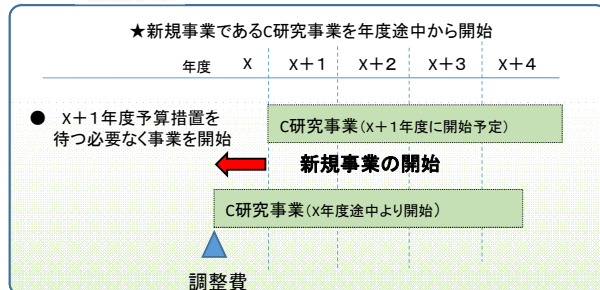 ★新規事業であるC研究事業を年度途中から開始
年度 X X+1 X+2 X+3 X+4
● X+1年度予算措置を
待つ必要なく事業を開始
C研究事業(X+1年度に開始予定)
新規事業の開始
C研究事業(X年度途中より開始)
調整費